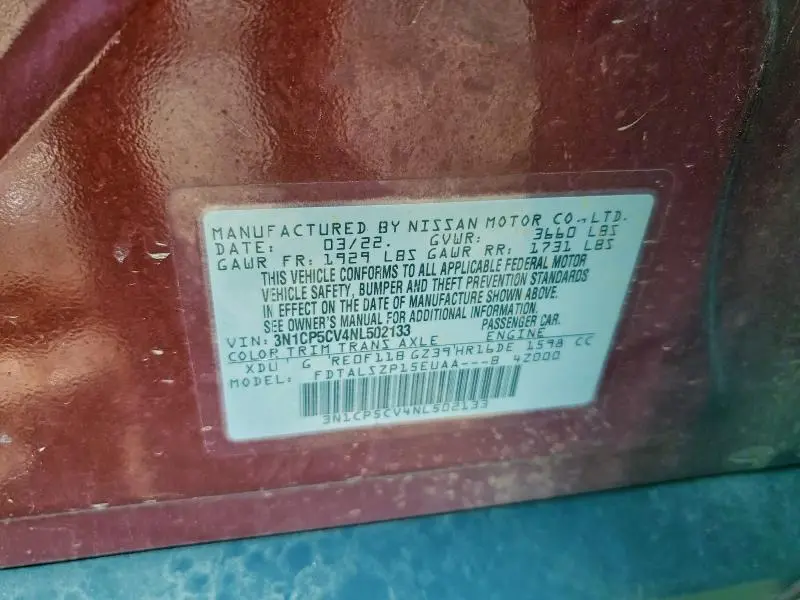 MANUFACTURED BY NISSAN MOTOR CO.,LTD.
DATE: 03/22. GVWR: 3660 LBS
GAWR FR: 1929 LBS GAWR RR: 1731 LBS
THIS VEHICLE CONFORMS TO ALL APPLICABLE FEDERAL MOTOR
VEHICLE SAFETY, BUMPER AND THEFT PREVENTION STANDARDS
IN EFFECT ON THE DATE OF MANUFACTURE SHOWN ABOVE.
SEE OWNER'S MANUAL FOR ADDITIONAL INFORMATION.
VIN: 3N1CP5CV4NL502133 PASSENGER CAR.
COLOR TRIM TRANS AXLE ENGINE
XDU G RE0F11B GZ39 HR16DE 1598 CC
MODEL: FDTALSZP15EUAA---B 4Z000
3N1CP5CV4NL502133